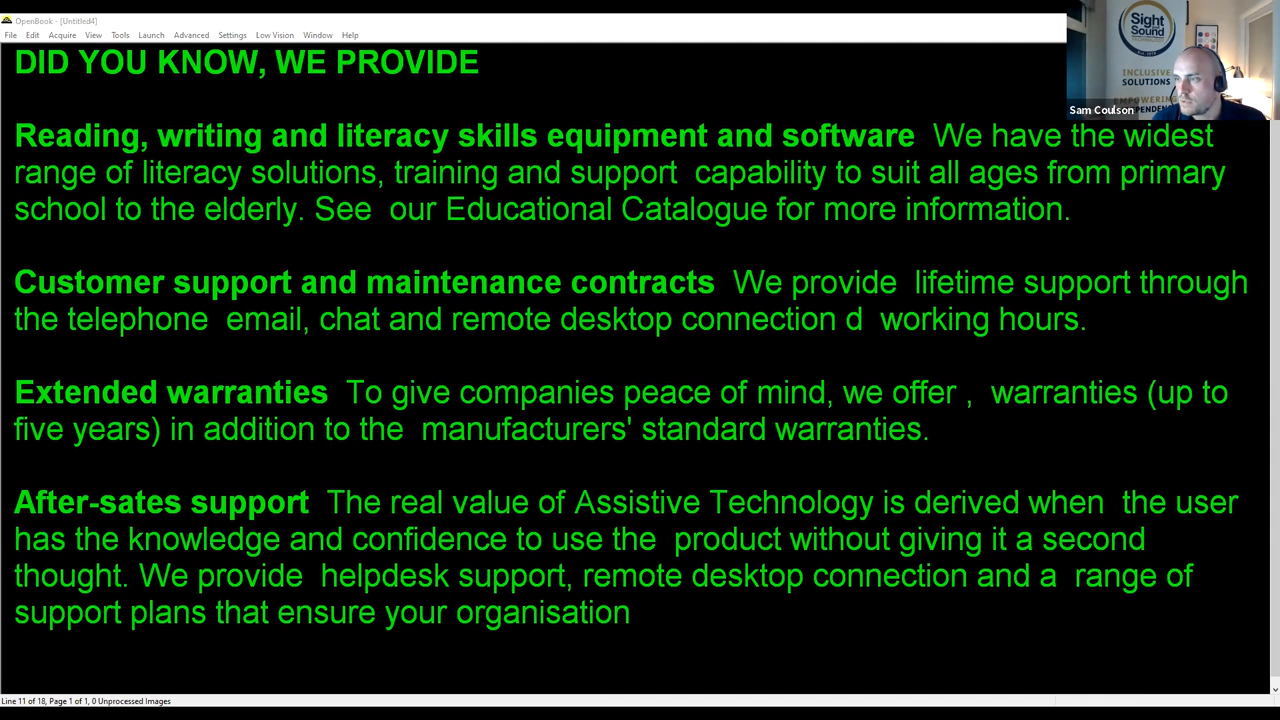 OpenBook - [Untitled4]
File Edit Acquire View Tools Launch Advanced Settings Low Vision Window Help
DID YOU KNOW, WE PROVIDE
Reading, writing and literacy skills equipment and software We have the widest
range of literacy solutions, training and support capability to suit all ages from primary
school to the elderly. See our Educational Catalogue for more information.
Customer support and maintenance contracts We provide lifetime support through
the telephone email, chat and remote desktop connection d working hours.
Extended warranties To give companies peace of mind, we offer , warranties (up to
five years) in addition to the manufacturers' standard warranties.
After-sates support The real value of Assistive Technology is derived when the user
has the knowledge and confidence to use the product without giving it a second
thought. We provide helpdesk support, remote desktop connection and a range of
support plans that ensure your organisation
Line 11 of 18, Page 1 of 1, 0 Unprocessed Images
Sight
Sound
INCLUSIVE
SOLUTIONS
EMPOWERING
Sam Coulson